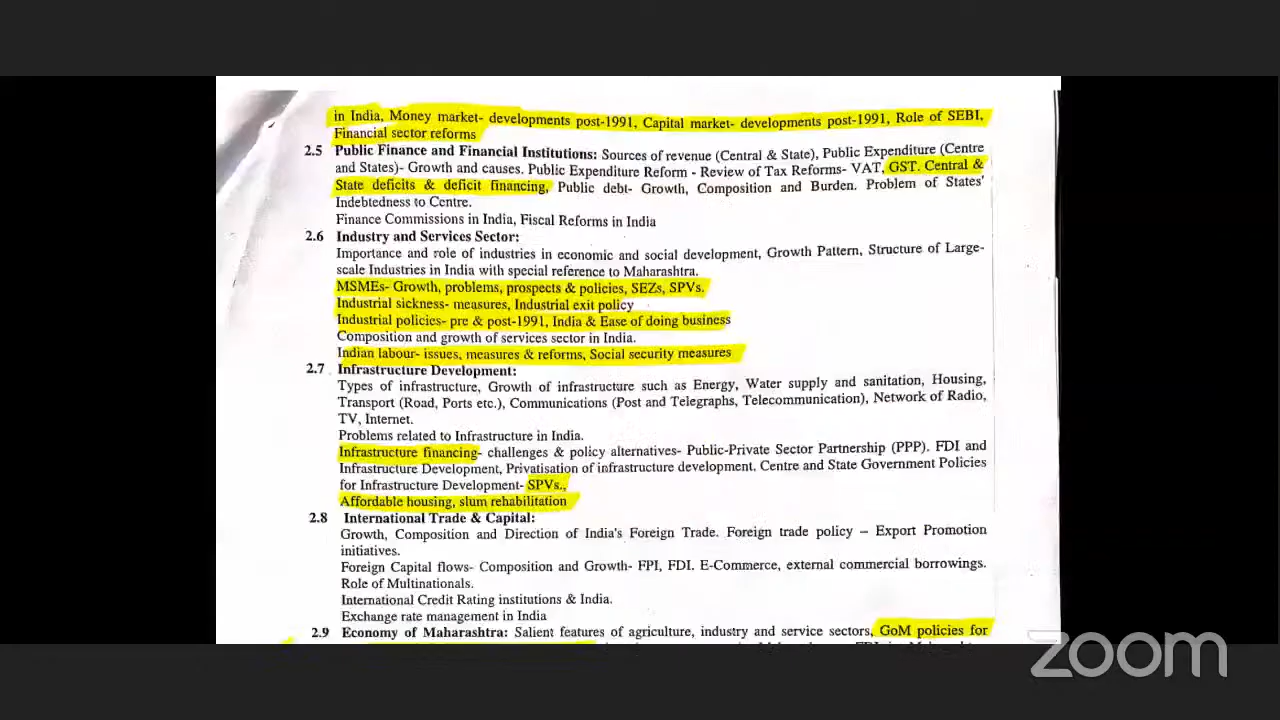 in India, Money market- developments post-1991, Capital market- developments post-1991, Role of SEBI,
Financial sector reforms
2.5 Public Finance and Financial Institutions: Sources of revenue (Central & State), Public Expenditure (Centre
and States)- Growth and causes. Public Expenditure Reform - Review of Tax Reforms- VAT, GST. Central &
State deficits & deficit financing, Public debt- Growth, Composition and Burden. Problem of States'
Indebtedness to Centre.
Finance Commissions in India, Fiscal Reforms in India
2.6 Industry and Services Sector:
Importance and role of industries in economic and social development, Growth Pattern, Structure of Large-
scale Industries in India with special reference to Maharashtra.
MSMEs- Growth, problems, prospects & policies, SEZs, SPVs.
Industrial sickness- measures, Industrial exit policy
Industrial policies- pre & post-1991, India & Ease of doing business
Composition and growth of services sector in India.
Indian labour- issues, measures & reforms, Social security measures
2.7 Infrastructure Development:
Types of infrastructure, Growth of infrastructure such as Energy, Water supply and sanitation, Housing,
Transport (Road, Ports etc.), Communications (Post and Telegraphs, Telecommunication), Network of Radio,
TV, Internet.
Problems related to Infrastructure in India.
Infrastructure financing- challenges & policy alternatives- Public-Private Sector Partnership (PPP). FDI and
Infrastructure Development, Privatisation of infrastructure development, Centre and State Government Policies
for Infrastructure Development- SPVs.,
Affordable housing, slum rehabilitation
2.8 International Trade & Capital:
Growth, Composition and Direction of India's Foreign Trade. Foreign trade policy – Export Promotion
initiatives.
Foreign Capital flows- Composition and Growth- FPI, FDI. E-Commerce, external commercial borrowings.
Role of Multinationals.
International Credit Rating institutions & India.
Exchange rate management in India
2.9 Economy of Maharashtra: Salient features of agriculture, industry and service sectors, GoM policies for
zoom